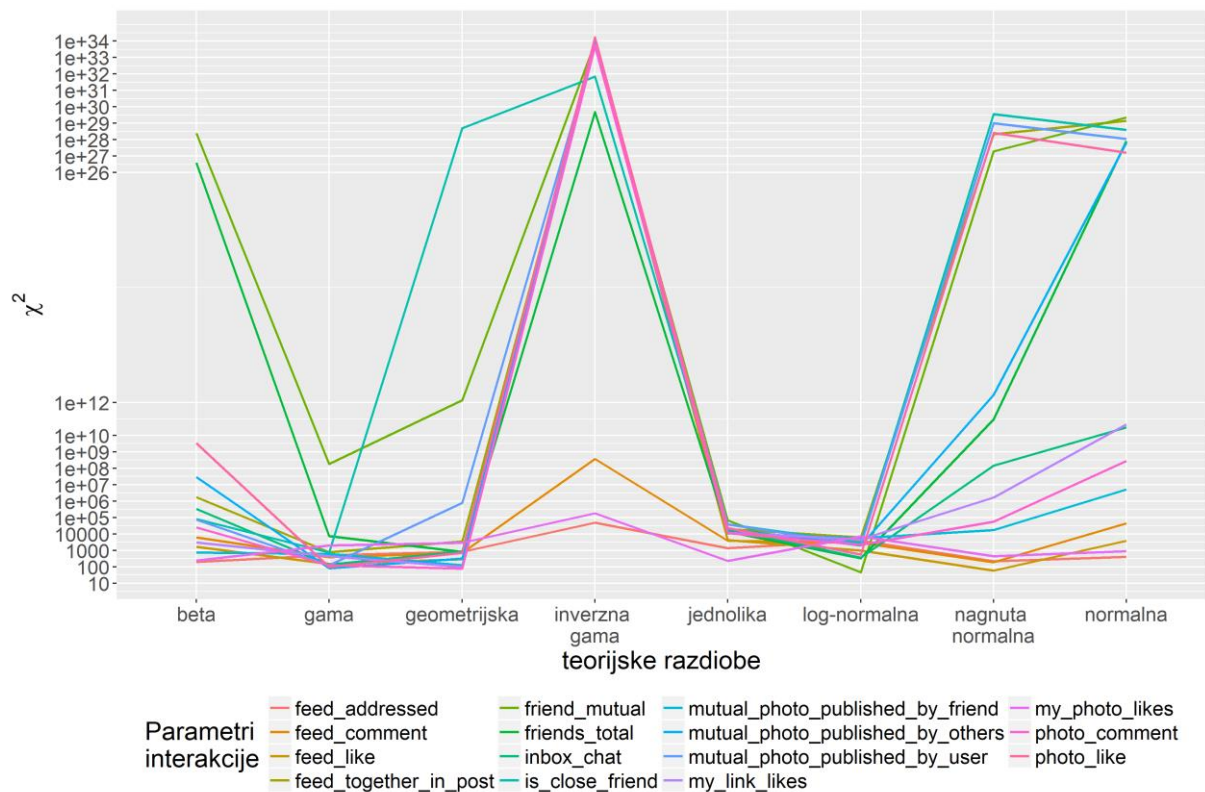 1e+34
1e+33
1e+32
1e+31
1e+30
1e+29
1e+28
1e+27
1e+26
1e+12
1e+10
1e+09
1e+08
1e+07
1e+06
1e+05
10000
1000
100
10
χ²
beta gama geometrijska inverzna gama jednolika log-normalna nagnuta normalna normalna
teorijske razdiobe
Parametri interakcije
feed_addressed friend_mutual mutual_photo_published_by_friend my_photo_likes
feed_comment friends_total mutual_photo_published_by_others photo_comment
feed_like inbox_chat mutual_photo_published_by_user photo_like
feed_together_in_post is_close_friend my_link_likes